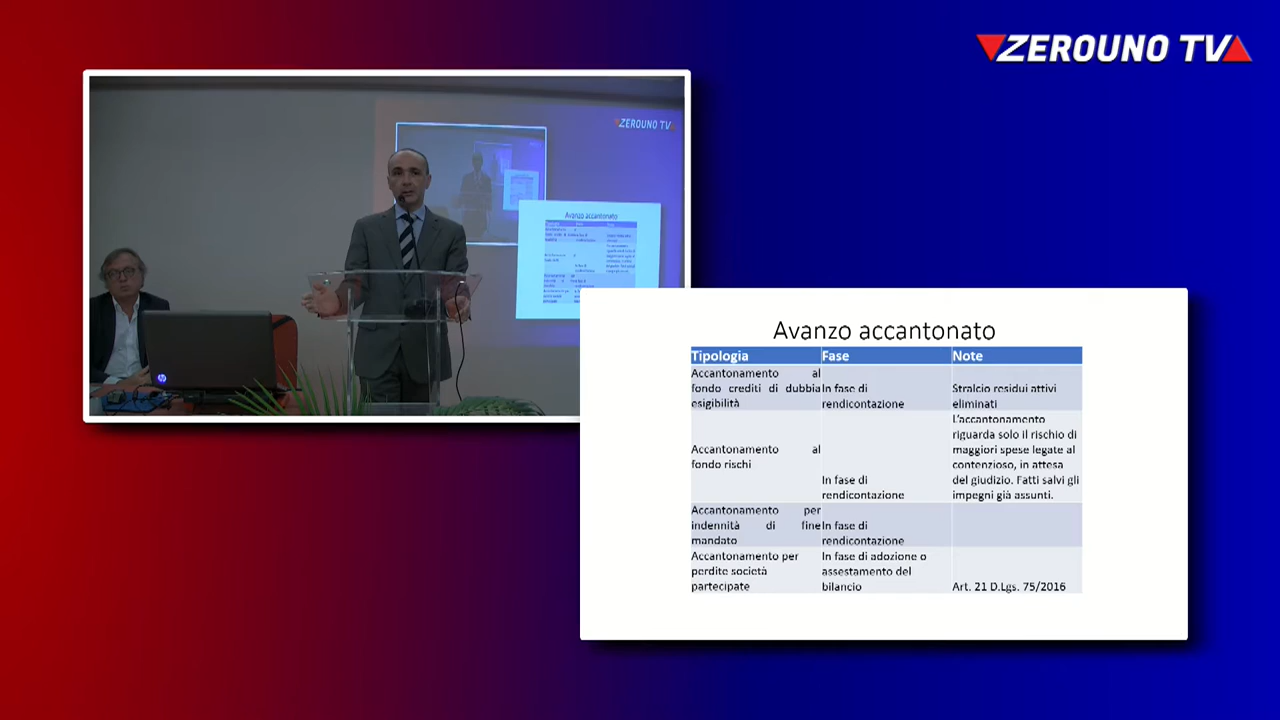 ZEROUNO TV
ZEROUNO TV
Avanzo accantonato
Avanzo accantonato
Tipologia Fase Note
Accantonamento al
fondo crediti di dubbia
esigibilità
In fase di
rendicontazione
Stralcio residui attivi
eliminati
Accantonamento al
fondo rischi
In fase di
rendicontazione
L'accantonamento
riguarda solo il rischio di
maggiori spese legate al
contenzioso, in attesa
del giudizio. Fatti salvi gli
impegni già assunti.
Accantonamento per
indennità di fine
mandato
In fase di
rendicontazione
Accantonamento per
perdite società
partecipate
In fase di adozione o
assestamento del
bilancio
Art. 21 D.Lgs. 75/2016